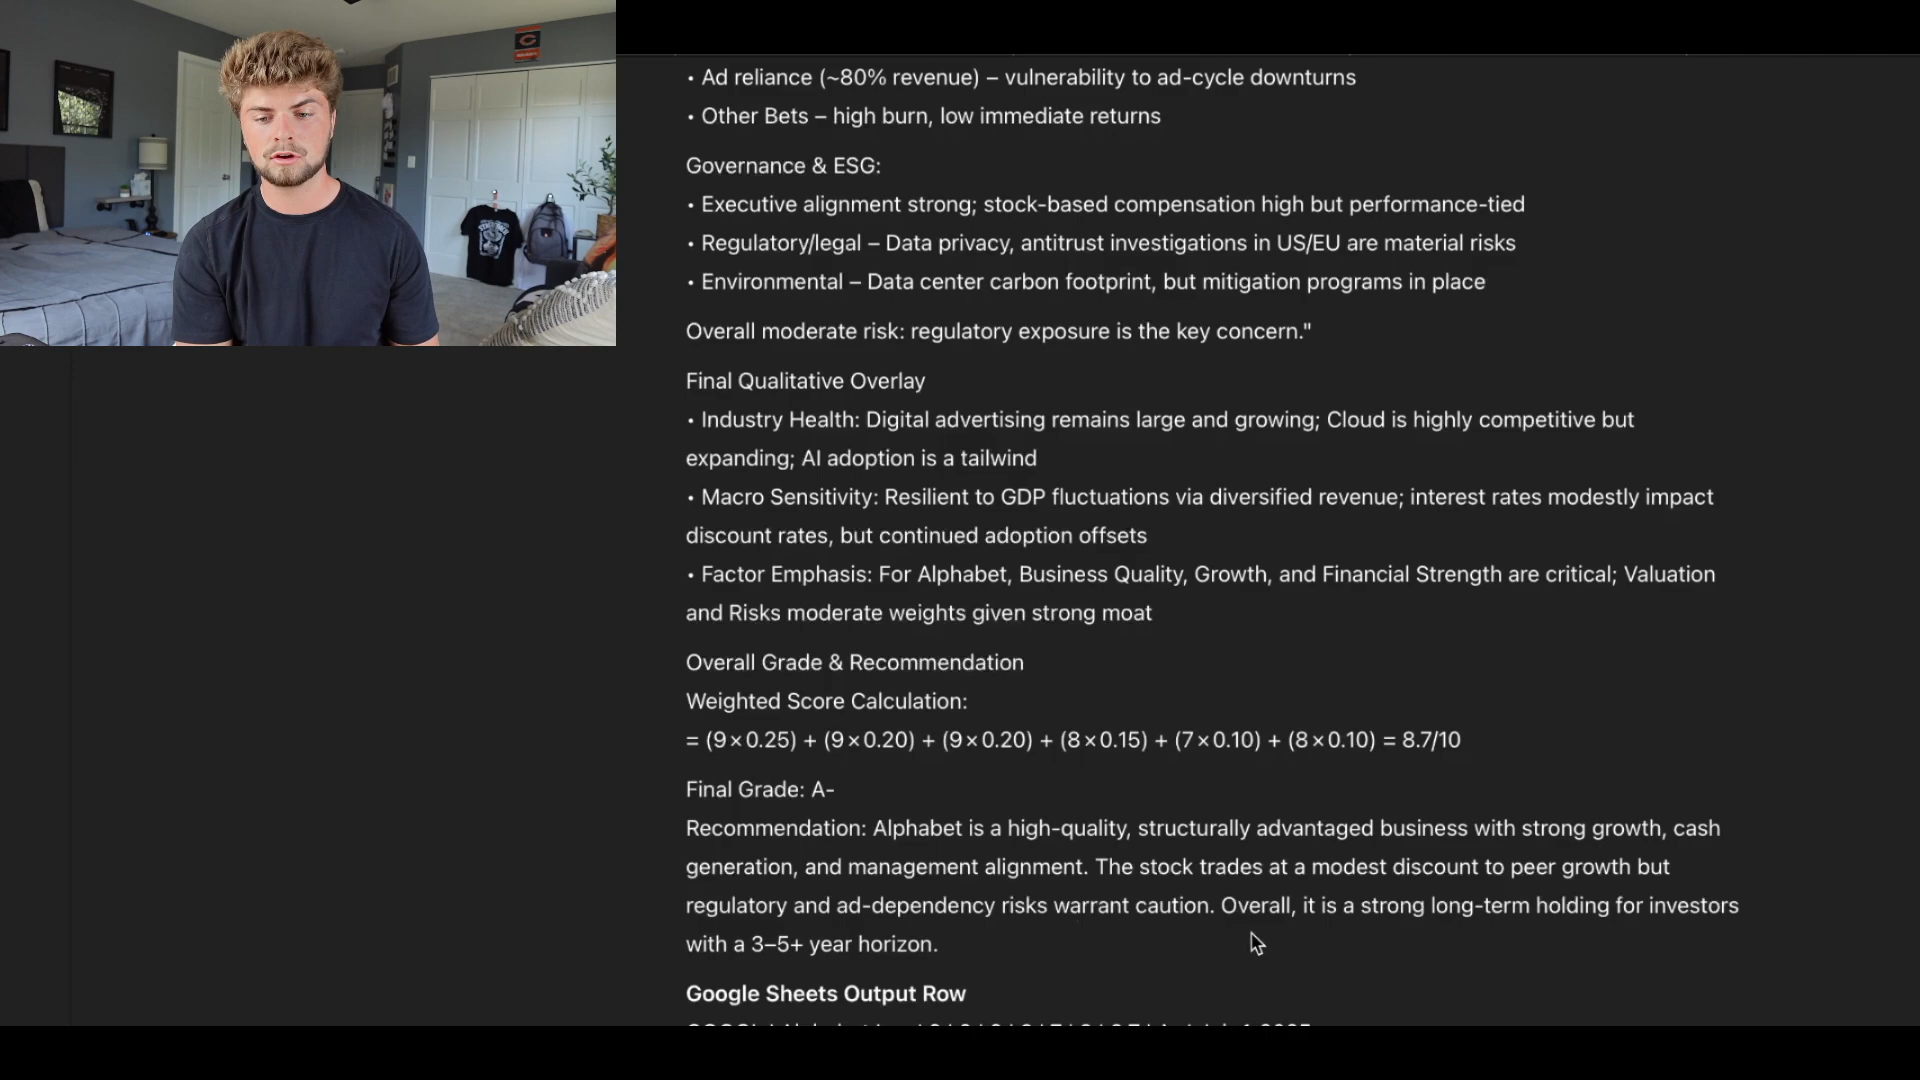 • Ad reliance (~80% revenue) – vulnerability to ad-cycle downturns
• Other Bets – high burn, low immediate returns
Governance & ESG:
• Executive alignment strong; stock-based compensation high but performance-tied
• Regulatory/legal – Data privacy, antitrust investigations in US/EU are material risks
• Environmental – Data center carbon footprint, but mitigation programs in place
Overall moderate risk: regulatory exposure is the key concern."
Final Qualitative Overlay
• Industry Health: Digital advertising remains large and growing; Cloud is highly competitive but
expanding; AI adoption is a tailwind
• Macro Sensitivity: Resilient to GDP fluctuations via diversified revenue; interest rates modestly impact
discount rates, but continued adoption offsets
• Factor Emphasis: For Alphabet, Business Quality, Growth, and Financial Strength are critical; Valuation
and Risks moderate weights given strong moat
Overall Grade & Recommendation
Weighted Score Calculation:
= (9×0.25) + (9×0.20) + (9×0.20) + (8×0.15) + (7×0.10) + (8×0.10) = 8.7/10
Final Grade: A-
Recommendation: Alphabet is a high-quality, structurally advantaged business with strong growth, cash
generation, and management alignment. The stock trades at a modest discount to peer growth but
regulatory and ad-dependency risks warrant caution. Overall, it is a strong long-term holding for investors
with a 3–5+ year horizon.
Google Sheets Output Row